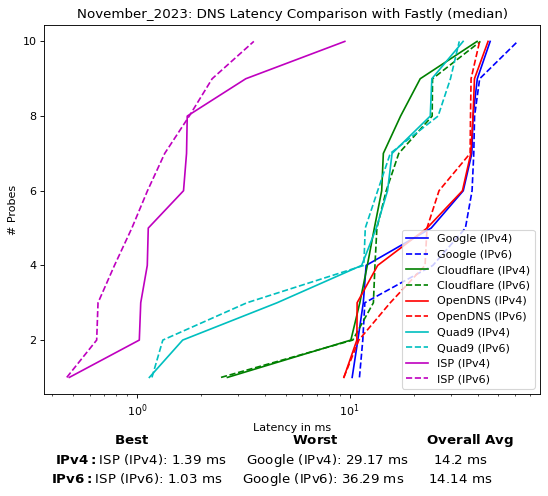 November_2023: DNS Latency Comparison with Fastly (median)
10
8
6
4
2
# Probes
Google (IPv4)
Google (IPv6)
Cloudflare (IPv4)
Cloudflare (IPv6)
OpenDNS (IPv4)
OpenDNS (IPv6)
Quad9 (IPv4)
Quad9 (IPv6)
ISP (IPv4)
ISP (IPv6)
10⁰ 10¹
Latency in ms
Best Worst Overall Avg
IPv4: ISP (IPv4): 1.39 ms Google (IPv4): 29.17 ms 14.2 ms
IPv6: ISP (IPv6): 1.03 ms Google (IPv6): 36.29 ms 14.14 ms